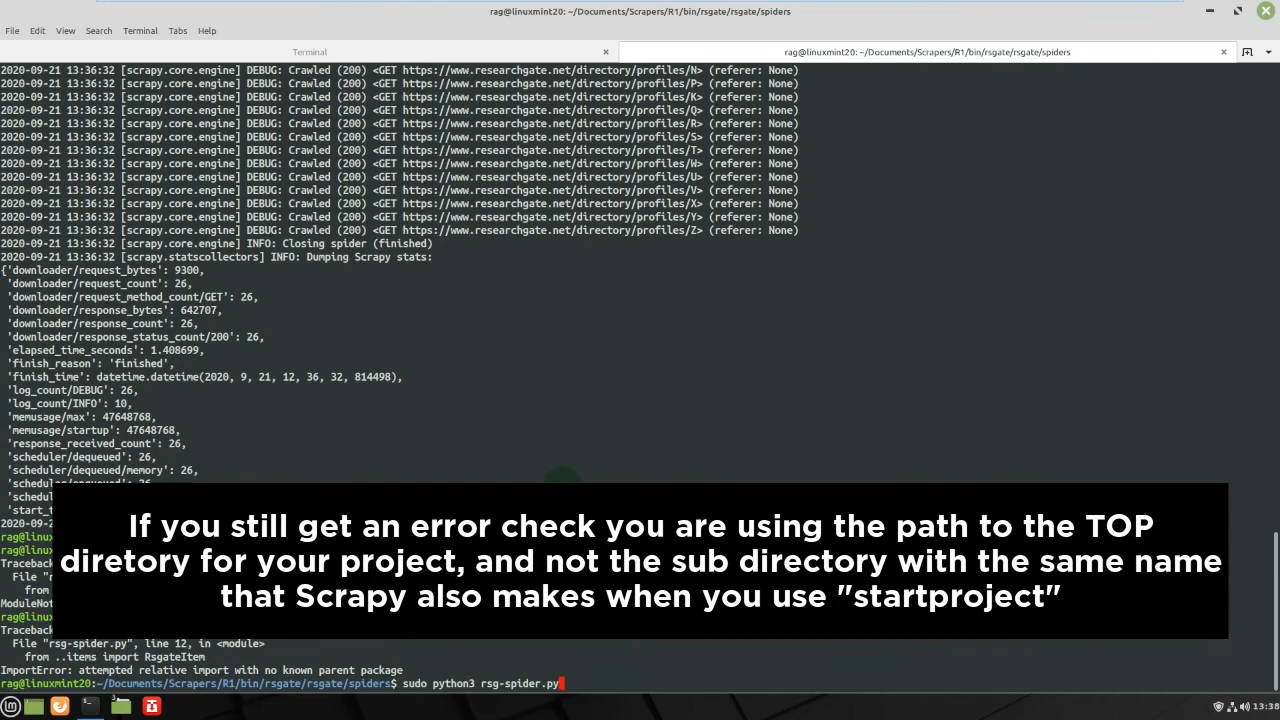 rag@linuxmint20: ~/Documents/Scrapers/R1/bin/rsgate/rsgate/spiders
File Edit View Search Terminal Tabs Help
Terminal × rag@linuxmint20: ~/Documents/Scrapers/R1/bin/rsgate/rsgate/spiders ×
2020-09-21 13:36:32 [scrapy.core.engine] DEBUG: Crawled (200) <GET https://www.researchgate.net/directory/profiles/N> (referer: None)
2020-09-21 13:36:32 [scrapy.core.engine] DEBUG: Crawled (200) <GET https://www.researchgate.net/directory/profiles/P> (referer: None)
2020-09-21 13:36:32 [scrapy.core.engine] DEBUG: Crawled (200) <GET https://www.researchgate.net/directory/profiles/K> (referer: None)
2020-09-21 13:36:32 [scrapy.core.engine] DEBUG: Crawled (200) <GET https://www.researchgate.net/directory/profiles/Q> (referer: None)
2020-09-21 13:36:32 [scrapy.core.engine] DEBUG: Crawled (200) <GET https://www.researchgate.net/directory/profiles/R> (referer: None)
2020-09-21 13:36:32 [scrapy.core.engine] DEBUG: Crawled (200) <GET https://www.researchgate.net/directory/profiles/S> (referer: None)
2020-09-21 13:36:32 [scrapy.core.engine] DEBUG: Crawled (200) <GET https://www.researchgate.net/directory/profiles/T> (referer: None)
2020-09-21 13:36:32 [scrapy.core.engine] DEBUG: Crawled (200) <GET https://www.researchgate.net/directory/profiles/W> (referer: None)
2020-09-21 13:36:32 [scrapy.core.engine] DEBUG: Crawled (200) <GET https://www.researchgate.net/directory/profiles/U> (referer: None)
2020-09-21 13:36:32 [scrapy.core.engine] DEBUG: Crawled (200) <GET https://www.researchgate.net/directory/profiles/V> (referer: None)
2020-09-21 13:36:32 [scrapy.core.engine] DEBUG: Crawled (200) <GET https://www.researchgate.net/directory/profiles/X> (referer: None)
2020-09-21 13:36:32 [scrapy.core.engine] DEBUG: Crawled (200) <GET https://www.researchgate.net/directory/profiles/Y> (referer: None)
2020-09-21 13:36:32 [scrapy.core.engine] DEBUG: Crawled (200) <GET https://www.researchgate.net/directory/profiles/Z> (referer: None)
2020-09-21 13:36:32 [scrapy.core.engine] INFO: Closing spider (finished)
2020-09-21 13:36:32 [scrapy.statscollectors] INFO: Dumping Scrapy stats:
{'downloader/request_bytes': 9300,
'downloader/request_count': 26,
'downloader/request_method_count/GET': 26,
'downloader/response_bytes': 642707,
'downloader/response_count': 26,
'downloader/response_status_count/200': 26,
'elapsed_time_seconds': 1.408699,
'finish_reason': 'finished',
'finish_time': datetime.datetime(2020, 9, 21, 12, 36, 32, 814498),
'log_count/DEBUG': 26,
'log_count/INFO': 10,
'memusage/max': 47648768,
'memusage/startup': 47648768,
'response_received_count': 26,
'scheduler/dequeued': 26,
'scheduler/dequeued/memory': 26,
If you still get an error check you are using the path to the TOP
diretory for your project, and not the sub directory with the same name
that Scrapy also makes when you use "startproject"
File "rsg-spider.py", line 12, in <module>
from ..items import RsgateItem
ImportError: attempted relative import with no known parent package
rag@linuxmint20:~/Documents/Scrapers/R1/bin/rsgate/rsgate/spiders$ sudo python3 rsg-spider.py
13:38